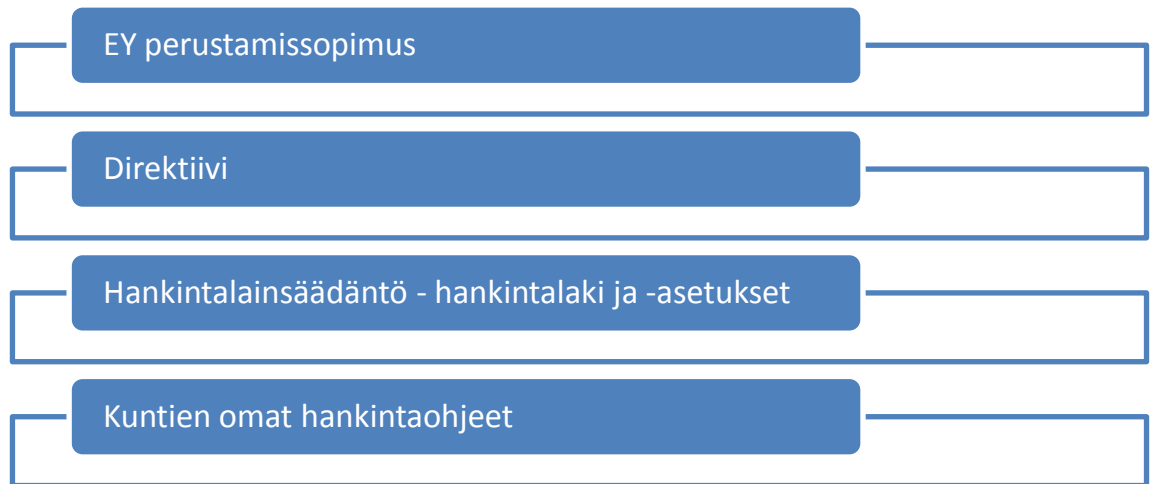 EY perustamissopimus
Direktiivi
Hankintalainsäädäntö - hankintalaki ja -asetukset
Kuntien omat hankintaohjeet